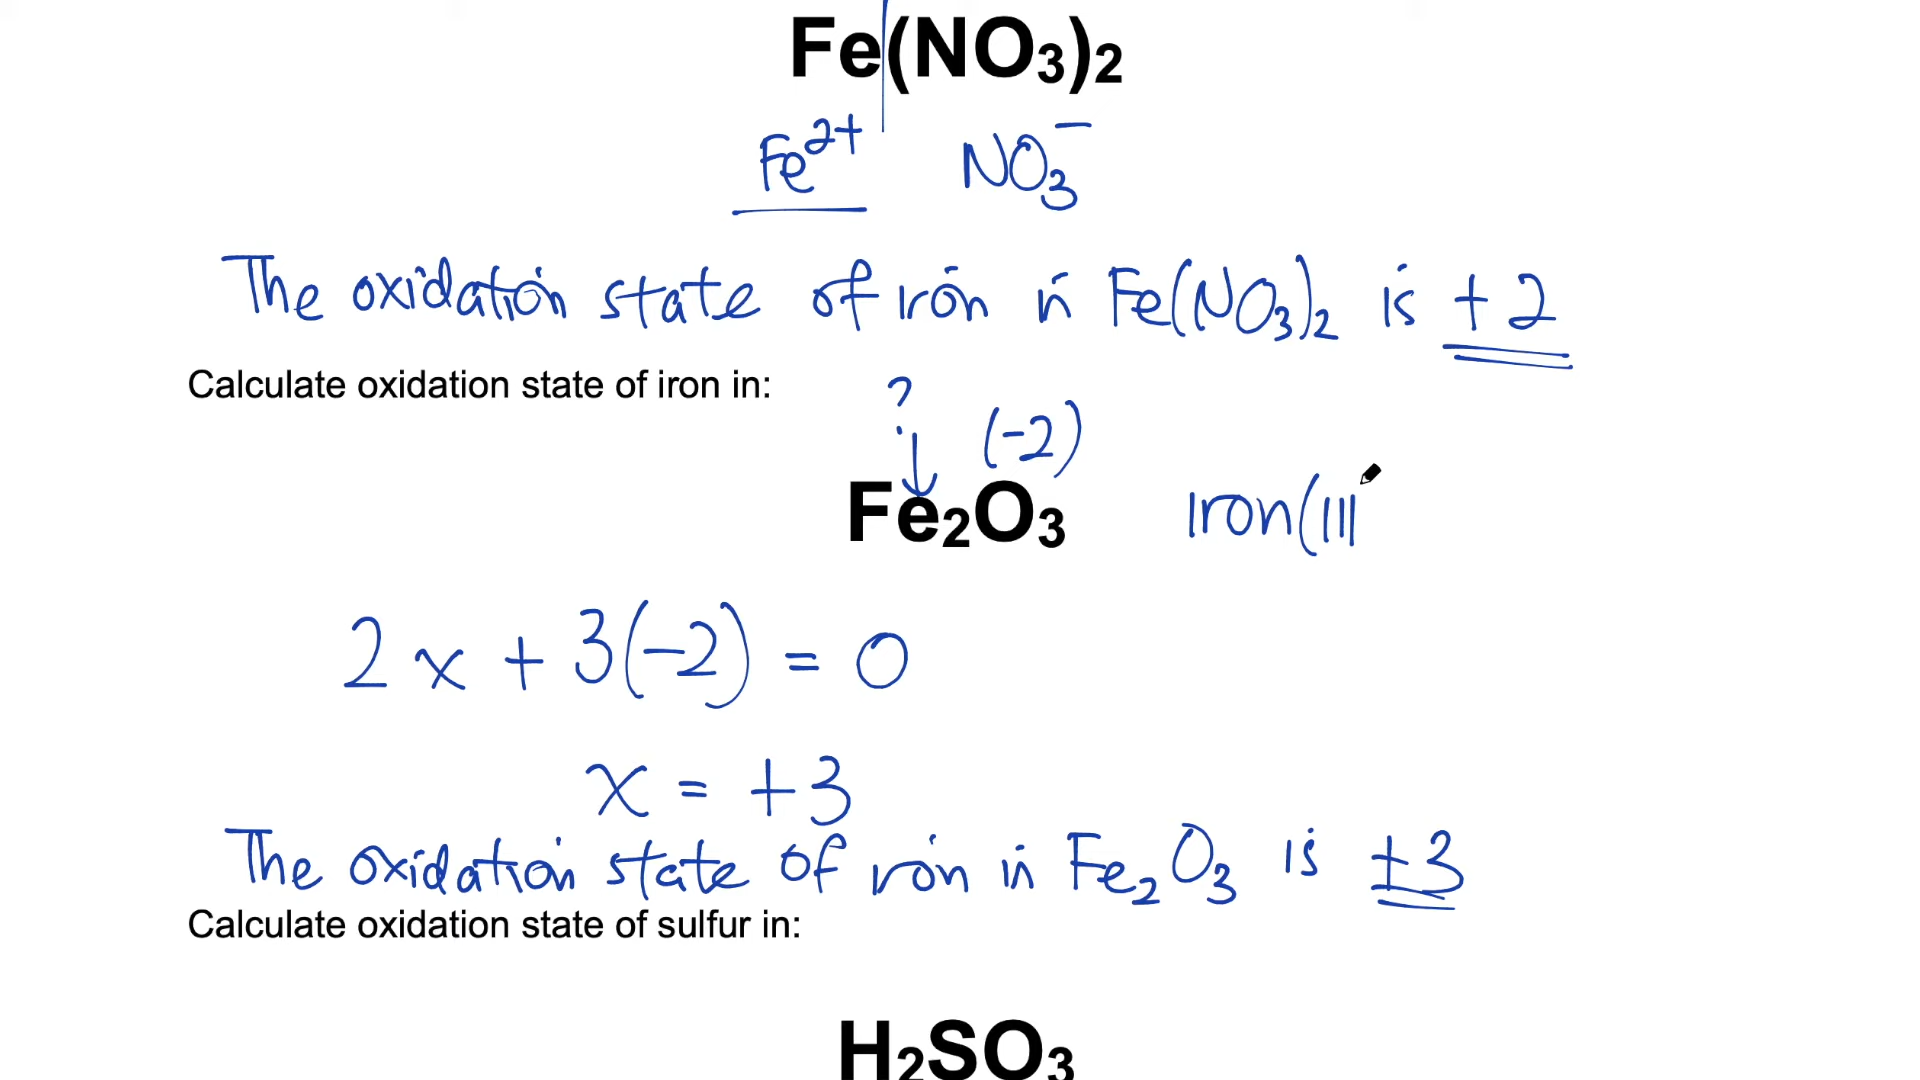 Fe(NO₃)₂
Fe²⁺ NO₃⁻
The oxidation state of iron in Fe(NO₃)₂ is +2
Calculate oxidation state of iron in:
?
(-2)
Fe₂O₃ Iron(III
2x + 3(-2) = 0
x = +3
The oxidation state of iron in Fe₂O₃ is +3
Calculate oxidation state of sulfur in:
H₂SO₃